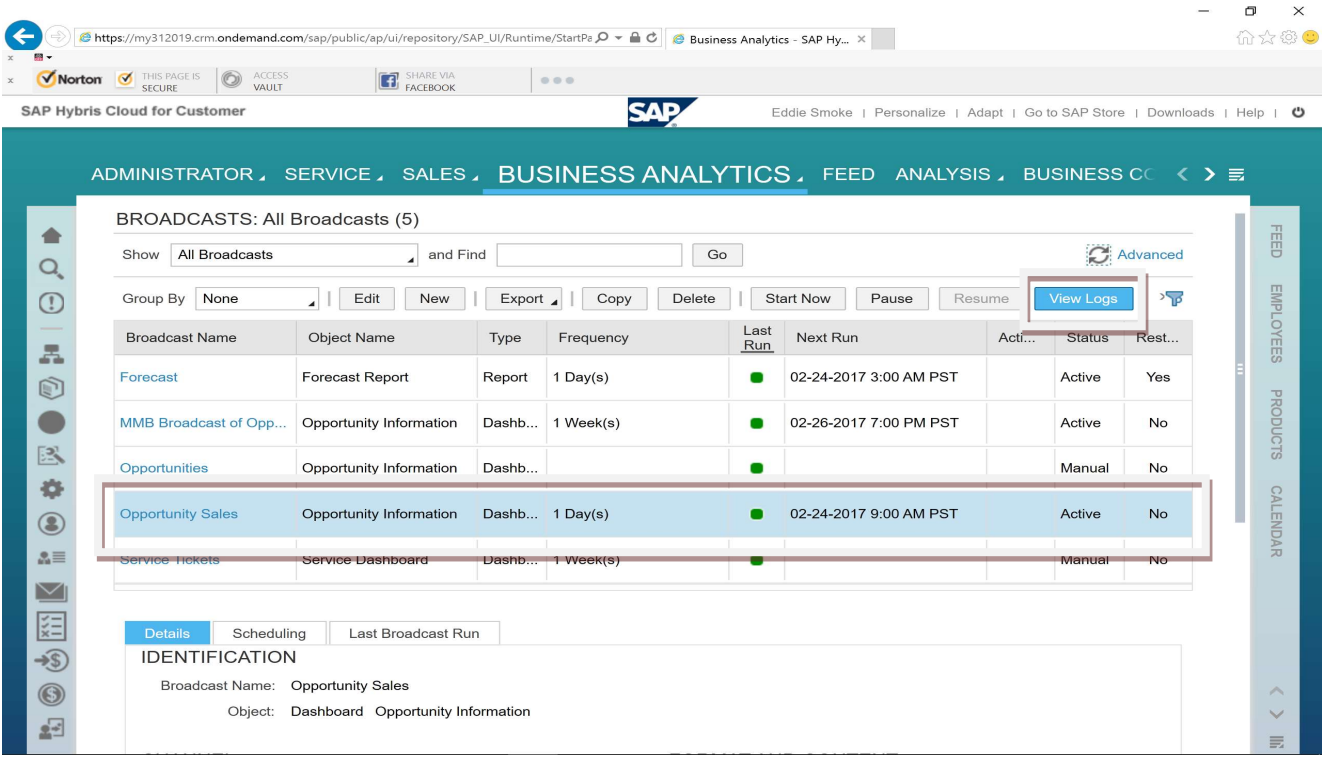 https://my312019.crm.ondemand.com/sap/public/ap/ui/repository/SAP_UI/Runtime/StartPa Business Analytics - SAP Hy...
Norton THIS PAGE IS SECURE ACCESS VAULT SHARE VIA FACEBOOK
SAP Hybris Cloud for Customer SAP Eddie Smoke | Personalize | Adapt | Go to SAP Store | Downloads | Help |
ADMINISTRATOR SERVICE SALES BUSINESS ANALYTICS FEED ANALYSIS BUSINESS
BROADCASTS: All Broadcasts (5)
Show All Broadcasts and Find Go Advanced
Group By None | Edit New | Export | Copy Delete | Start Now Pause Resume View Logs
Broadcast Name Object Name Type Frequency Last Run Next Run Acti... Status Rest...
Forecast Forecast Report Report 1 Day(s) 02-24-2017 3:00 AM PST Active Yes
MMB Broadcast of Opp... Opportunity Information Dashb... 1 Week(s) 02-26-2017 7:00 PM PST Active No
Opportunities Opportunity Information Dashb... Manual No
Opportunity Sales Opportunity Information Dashb... 1 Day(s) 02-24-2017 9:00 AM PST Active No
Service Tickets Service Dashboard Dashb... 1 Week(s) Manual No
Details Scheduling Last Broadcast Run
IDENTIFICATION
Broadcast Name: Opportunity Sales
Object: Dashboard Opportunity Information
FEED
EMPLOYEES
PRODUCTS
CALENDAR